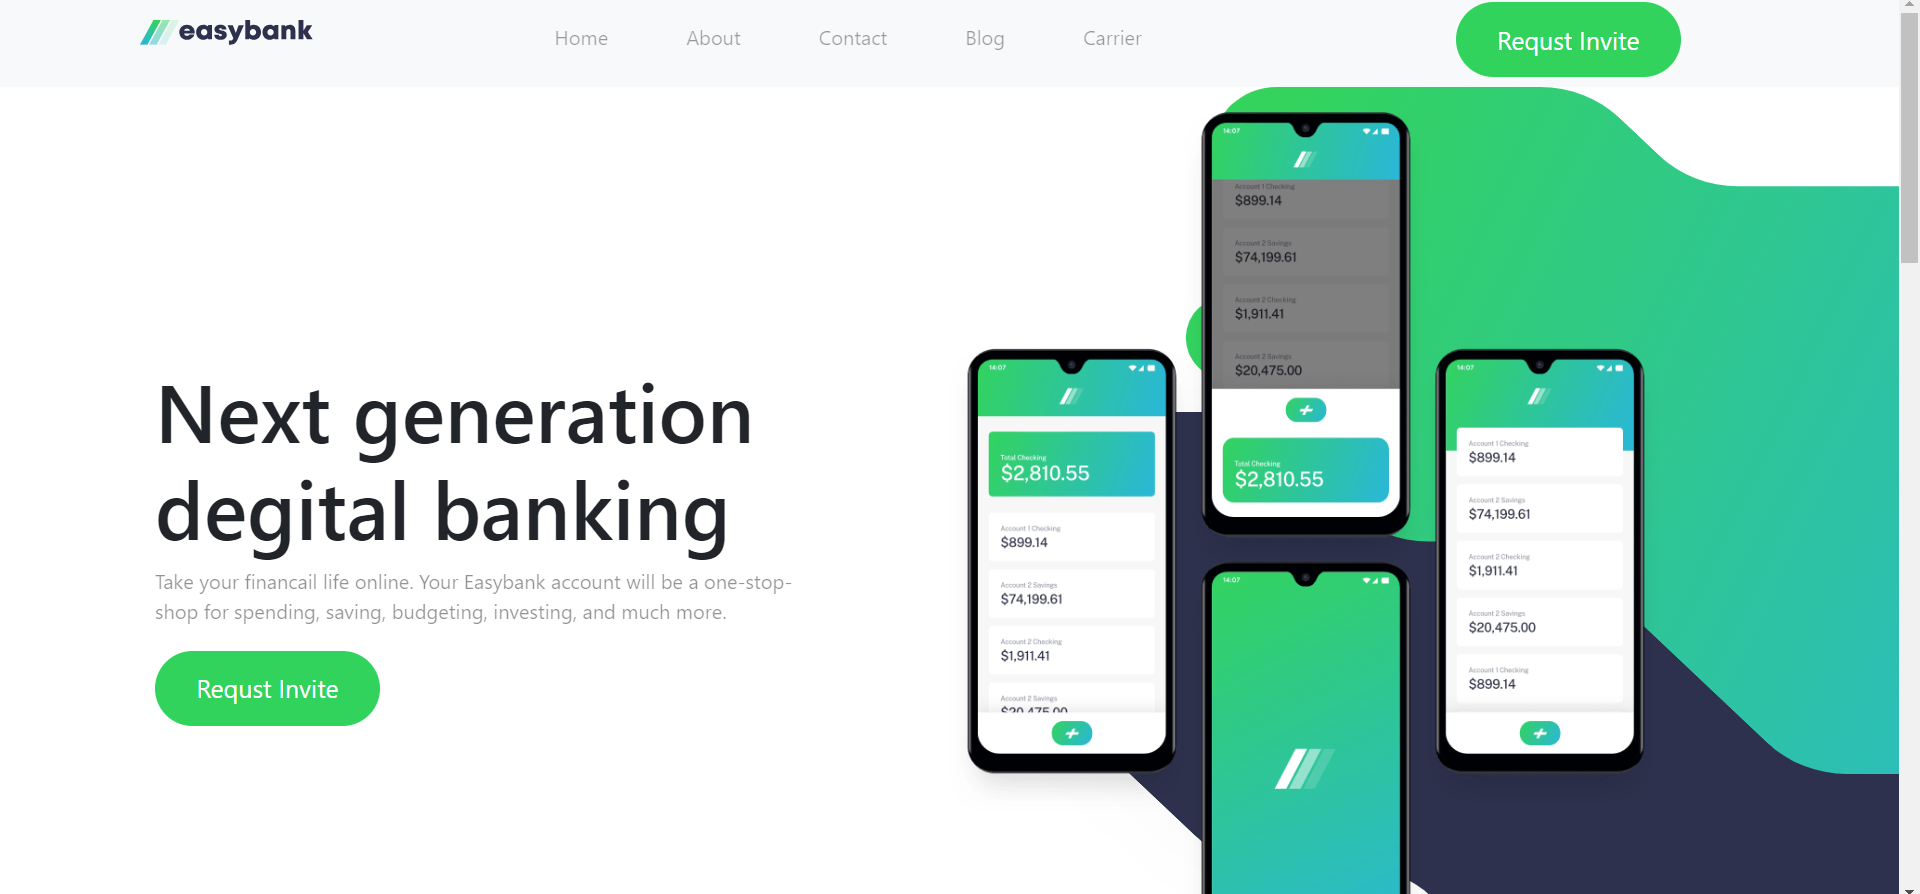 easybank
Home
About
Contact
Blog
Carrier
Requst Invite
Next generation
degital banking
Take your financail life online. Your Easybank account will be a one-stop-
shop for spending, saving, budgeting, investing, and much more.
Requst Invite
14:07
Total Checking
$2,810.55
Account 1 Checking
$899.14
Account 2 Savings
$74,199.61
Account 2 Checking
$1,911.41
Account 2 Savings
$20,475.00
14:07
Account 1 Checking
$899.14
Account 2 Savings
$74,199.61
Account 2 Checking
$1,911.41
Account 2 Savings
$20,475.00
Total Checking
$2,810.55
14:07
14:07
Account 1 Checking
$899.14
Account 2 Savings
$74,199.61
Account 2 Checking
$1,911.41
Account 2 Savings
$20,475.00
Account 1 Checking
$899.14